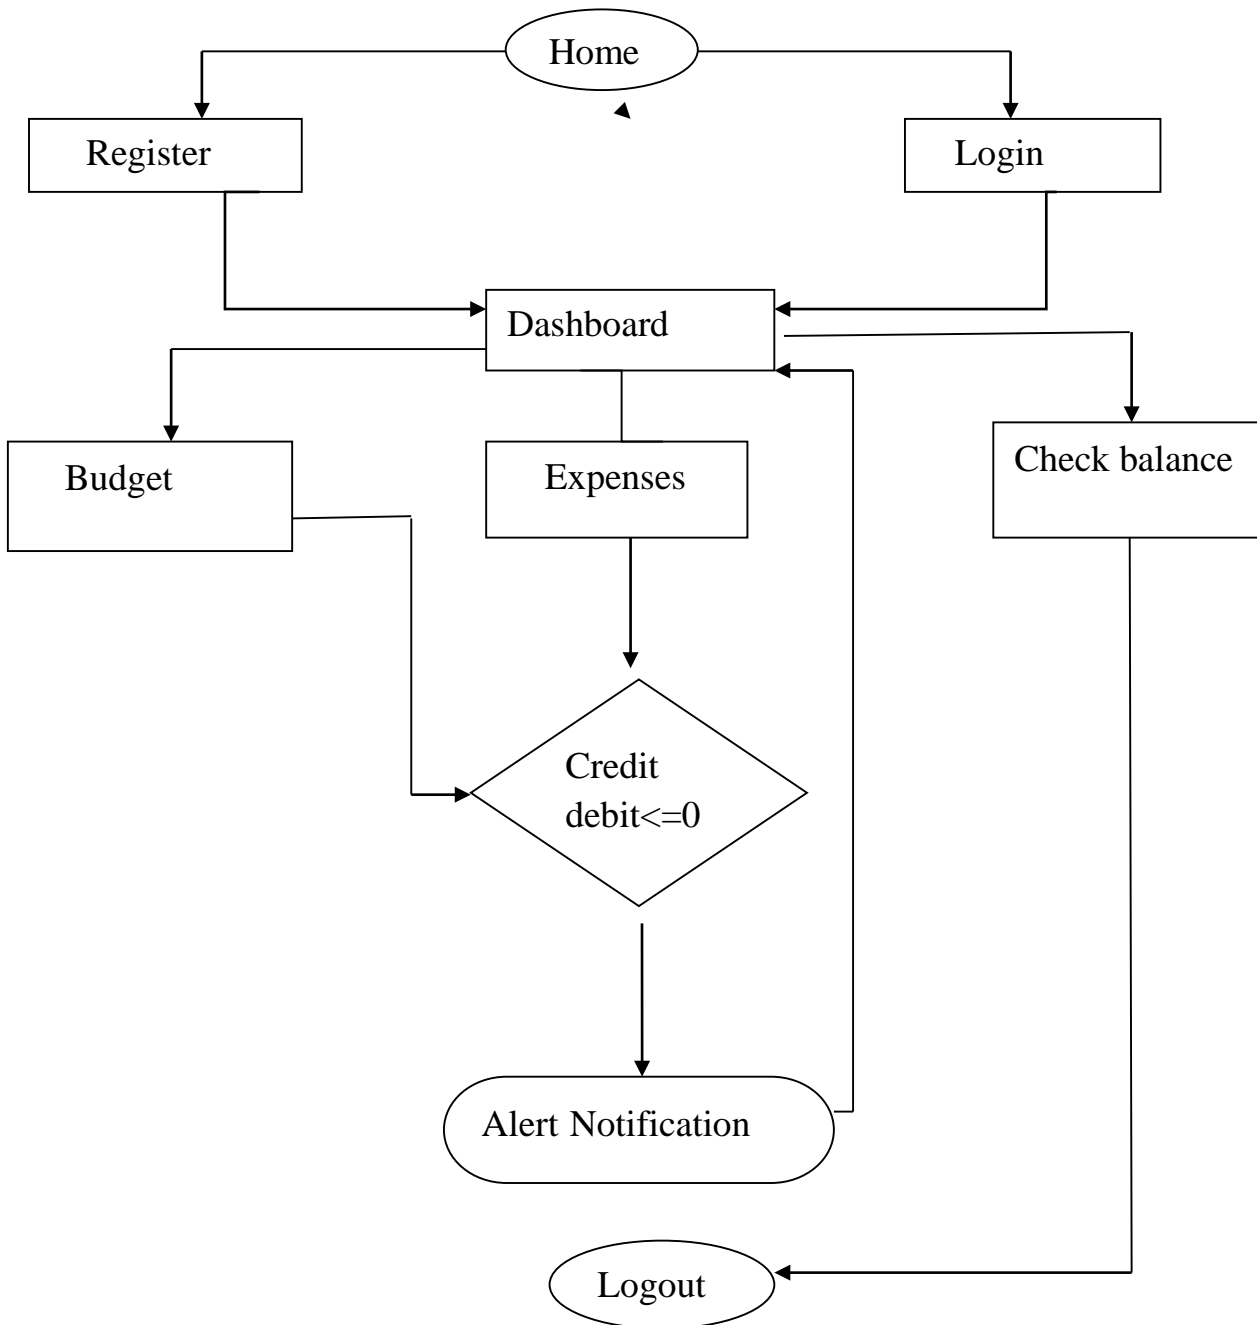 Home
Register
Login
Dashboard
Budget
Expenses
Check balance
Credit
debit<=0
Alert Notification
Logout